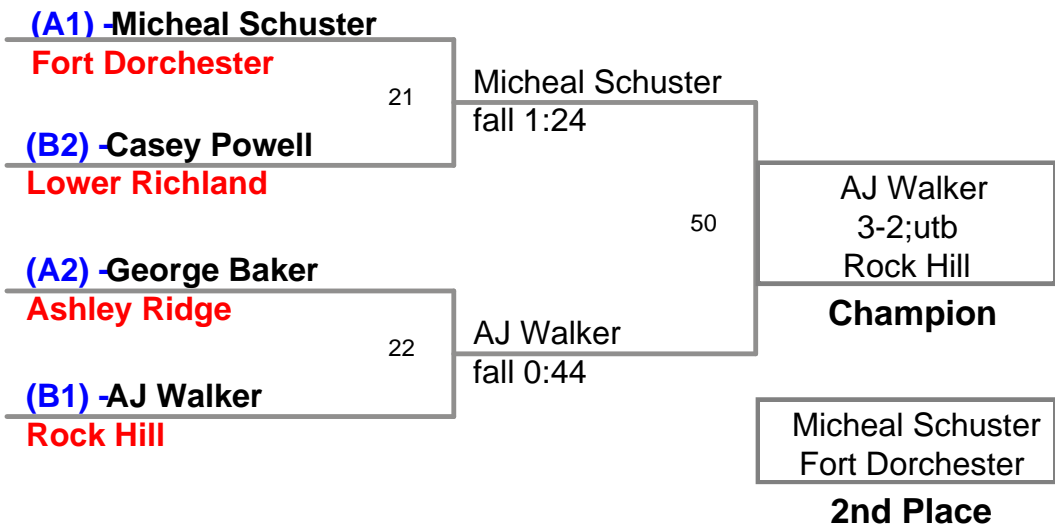 (A1) -Micheal Schuster
Fort Dorchester
21
(B2) -Casey Powell
Lower Richland
Micheal Schuster
fall 1:24
(A2) -George Baker
Ashley Ridge
22
(B1) -AJ Walker
Rock Hill
AJ Walker
fall 0:44
50
AJ Walker
3-2;utb
Rock Hill
Champion
Micheal Schuster
Fort Dorchester
2nd Place